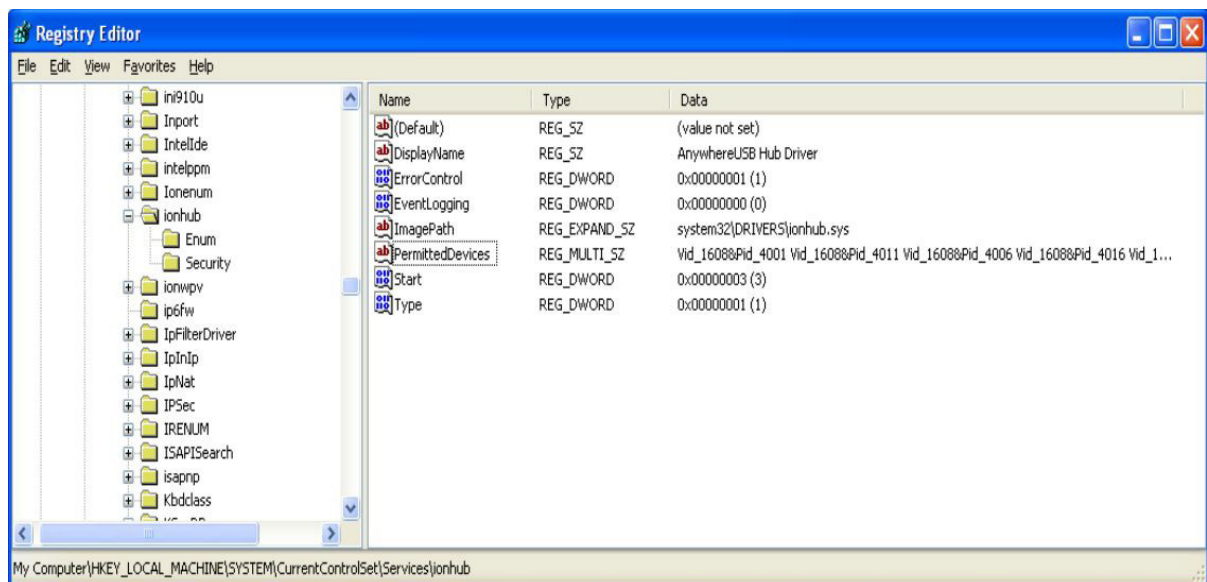 Registry Editor
File Edit View Favorites Help
ini910u
Inport
IntelIde
intelppm
Ionenum
ionhub
Enum
Security
ionwpv
ip6fw
IpFilterDriver
IpInIp
IpNat
IPSec
IRENUM
ISAPISearch
isapnp
Kbdclass
Name Type Data
(Default) REG_SZ (value not set)
DisplayName REG_SZ AnywhereUSB Hub Driver
ErrorControl REG_DWORD 0x00000001 (1)
EventLogging REG_DWORD 0x00000000 (0)
ImagePath REG_EXPAND_SZ system32\DRIVERS\ionhub.sys
PermittedDevices REG_MULTI_SZ Vid_1608&Pid_4001 Vid_1608&Pid_4011 Vid_1608&Pid_4006 Vid_1608&Pid_4016 Vid_1...
Start REG_DWORD 0x00000003 (3)
Type REG_DWORD 0x00000001 (1)
My Computer\HKEY_LOCAL_MACHINE\SYSTEM\CurrentControlSet\Services\ionhub